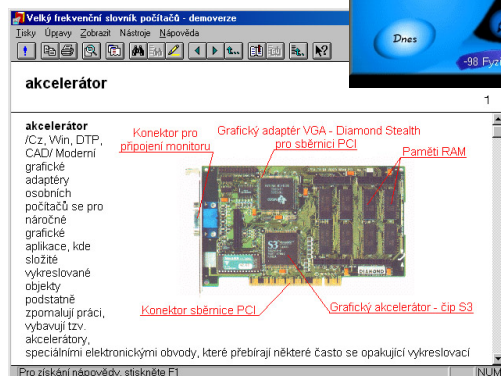 Velký frekvenční slovník počítačů - demoverze
Tisky Úpravy Zobrazit Nástroje Nápověda
Dnes
-98 Fyzi
akcelerátor
1
akcelerátor
/Cz, Win, DTP,
CAD/ Moderní
grafické
adaptéry
osobních
počítačů se pro
náročné
grafické
aplikace, kde
složité
vykreslované
objekty
podstatně
zpomalují práci,
vybavují tzv.
akcelerátory,
speciálními elektronickými obvody, které přebírají některé často se opakující vykreslovací
Konektor pro
připojení monitoru
Grafický adaptér VGA - Diamond Stealth
pro sběrnici PCI
Paměti RAM
S3
DIAMOND
Konektor sběrnice PCI
Grafický akcelerátor - čip S3
Pro získání nápovědy, stiskněte F1
NUM